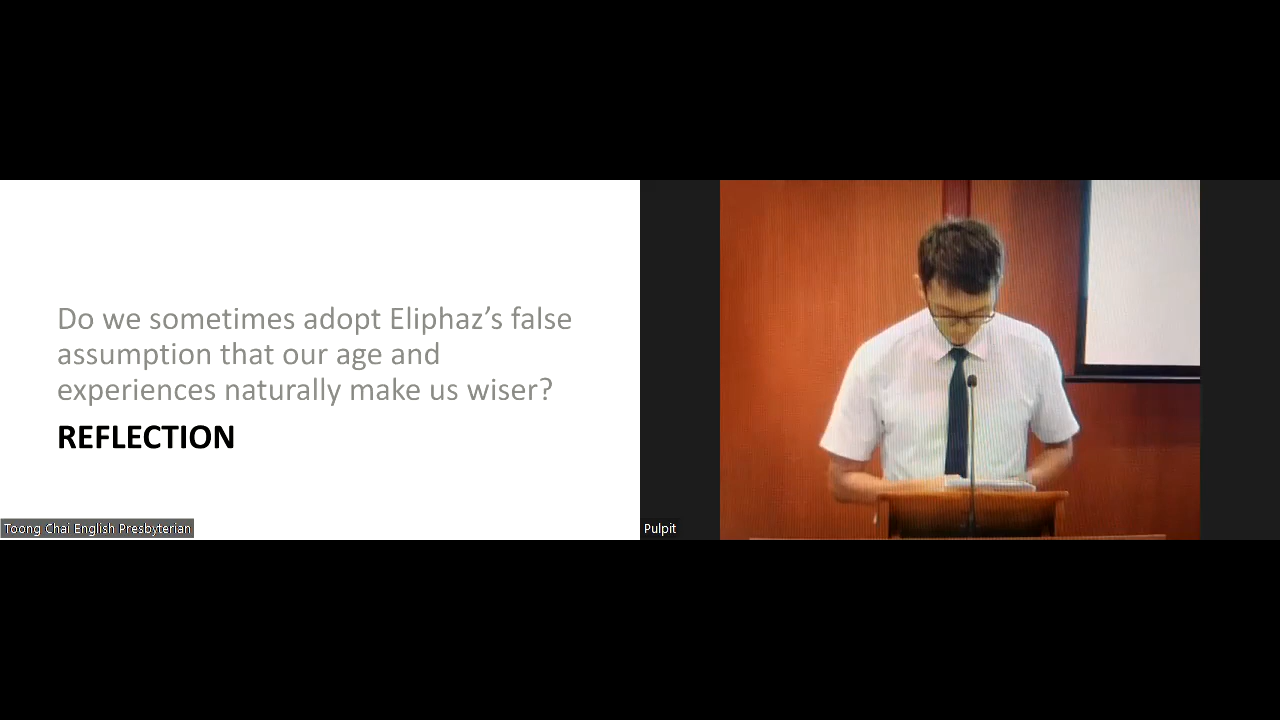 Do we sometimes adopt Eliphaz’s false
assumption that our age and
experiences naturally make us wiser?
REFLECTION
Toong Chai English Presbyterian
Pulpit